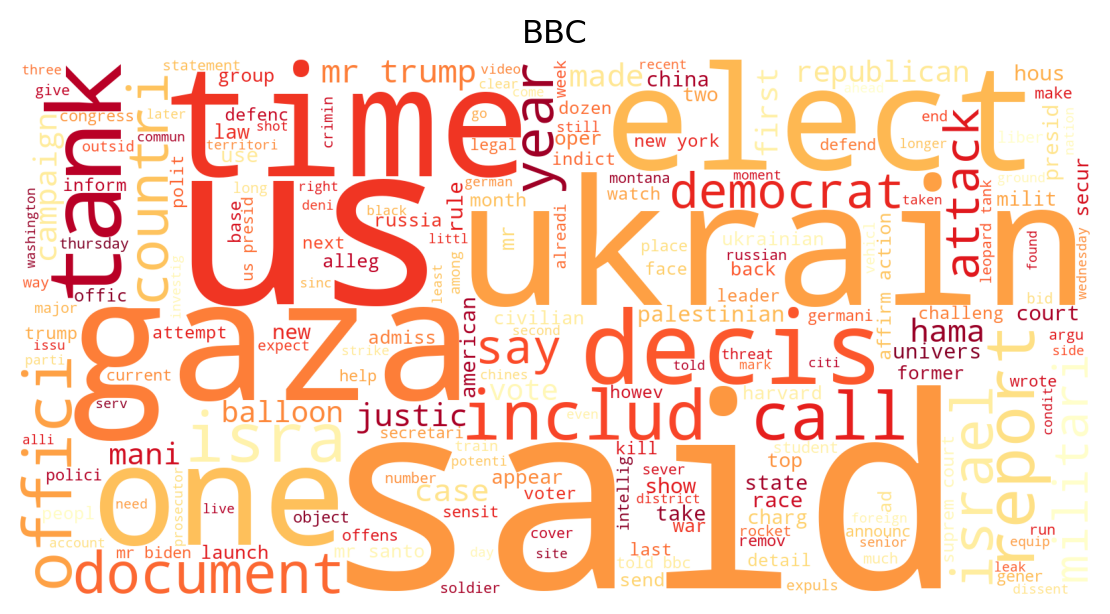 BBC
three
statement
group
mr trump
video
clear
come
week
made
recent
china
republican
hous
give
tank
time
year
elect
first
two
make
congress
later
defenc
crimin
go
dozen
end
campaign
countri
law
shot
legal
still
oper
new york
defend
longer
liber
nation
presid
outsid
commun
territori
use
indict
attack
inform
polit
long
right
german
month
montana
watch
moment
democrat
taken
ground
milit
secur
washington
thursday
base
us presid
deni
us
black
russia
rule
mr
alreadi
ukrain
place
ukrainian
russian
affirm action
vehicl
leopard tank
found
wednesday
way
offic
investig
next
sinc
alleg
littl
least
among
face
back
leader
major
gaza
civilian
palestinian
germani
challeng
bid
court
trump
attempt
new
admiss
american
second
say
decis
hama
argu
issu
parti
expect
strike
help
chines
told
threat
mark
citi
univers
side
current
former
serv
balloon
justic
vote
howev
harvard
wrote
condit
offici
isra
includ
call
israel
report
militari
alli
mani
secretari
even
kill
student
polici
one
train
potenti
appear
intellig
sever
show
top
state
number
case
voter
district
race
need
prosecutor
live
object
sensit
take
charg
ad
foreign
peopl
said
offens
cover
war
rocket
remov
announc
suprem court
run
account
mr biden
launch
mr santo
day
site
last
told bbc
detail
much
senior
equip
leak
document
soldier
send
expuls
gener
dissent